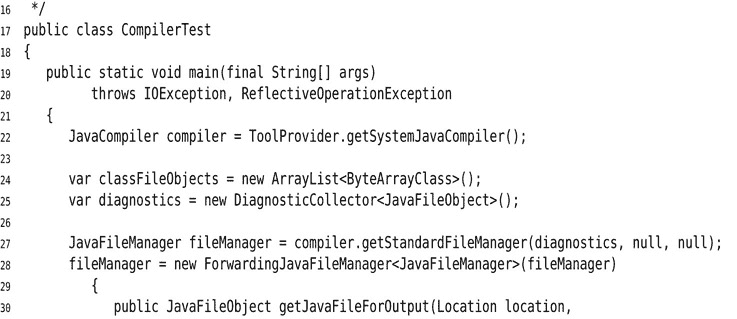 16 */
17 public class CompilerTest
18 {
19 public static void main(final String[] args)
20 throws IOException, ReflectiveOperationException
21 {
22 JavaCompiler compiler = ToolProvider.getSystemJavaCompiler();
23
24 var classFileObjects = new ArrayList<ByteArrayClass>();
25 var diagnostics = new DiagnosticCollector<JavaFileObject>();
26
27 JavaFileManager fileManager = compiler.getStandardFileManager(diagnostics, null, null);
28 fileManager = new ForwardingJavaFileManager<JavaFileManager>(fileManager)
29 {
30 public JavaFileObject getJavaFileForOutput(Location location,